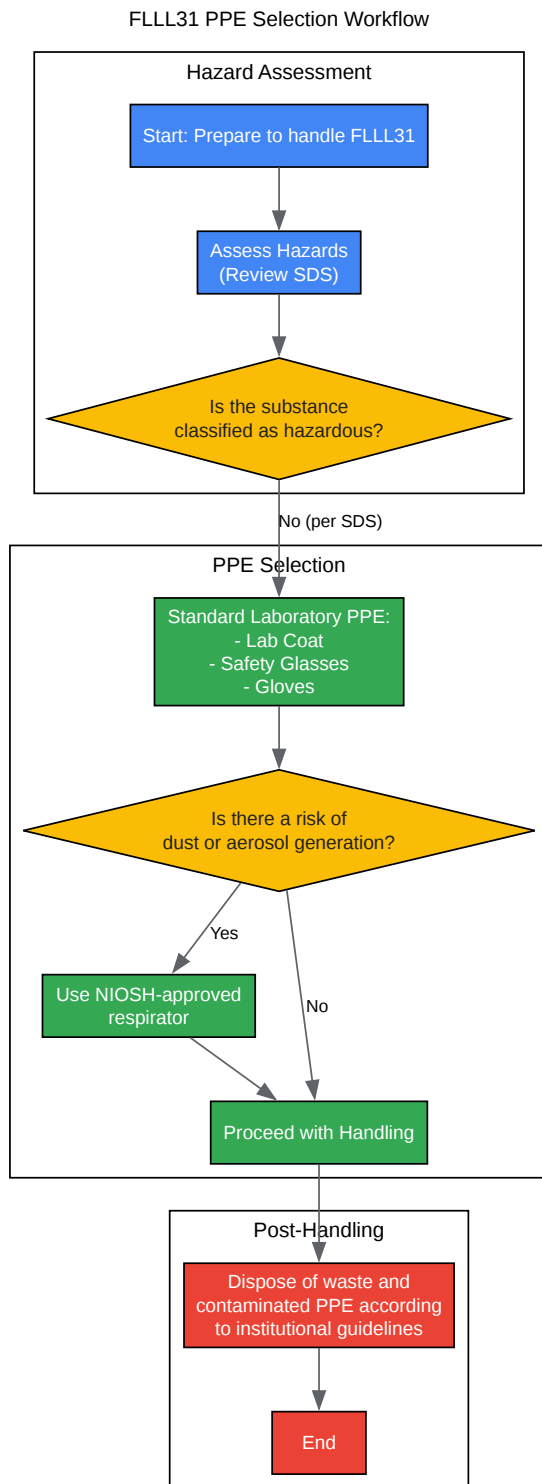 FLLL31 PPE Selection Workflow
Hazard Assessment
Start: Prepare to handle FLLL31
Assess Hazards
(Review SDS)
Is the substance
classified as hazardous?
No (per SDS)
PPE Selection
Standard Laboratory PPE:
- Lab Coat
- Safety Glasses
- Gloves
Is there a risk of
dust or aerosol generation?
Yes
Use NIOSH-approved
respirator
No
Proceed with Handling
Post-Handling
Dispose of waste and
contaminated PPE according
to institutional guidelines
End